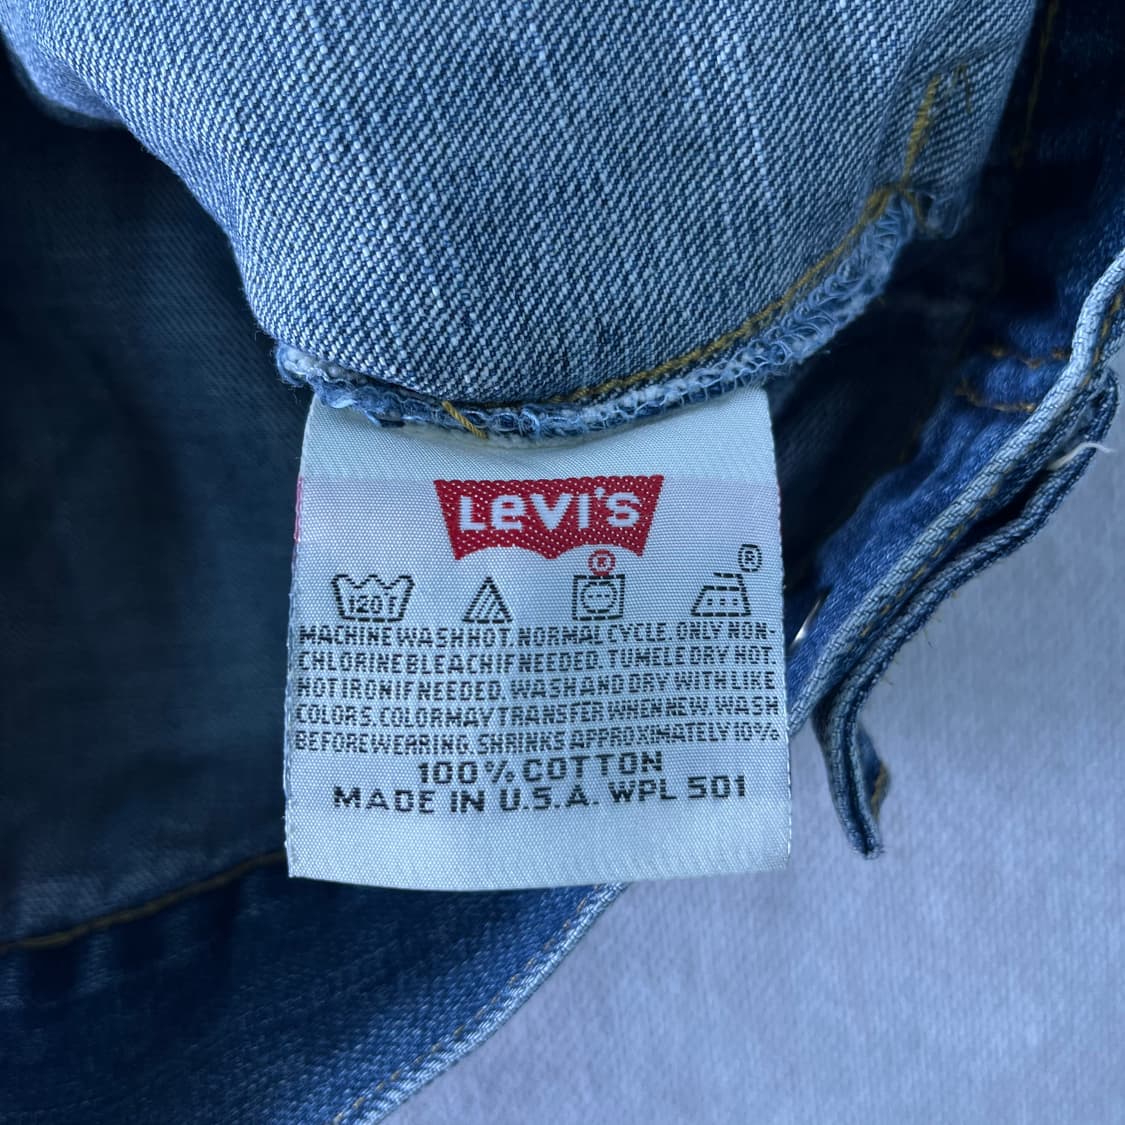 LEVI'S
®
®
120F
MACHINE WASH HOT. NORMAL CYCLE. ONLY NON-
CHLORINE BLEACH IF NEEDED. TUMBLE DRY HOT
HOT IRON IF NEEDED. WASH AND DRY WITH LIKE
COLORS. COLOR MAY TRANSFER WHEN NEW. WASH
BEFORE WEARING. SHRINKS APPROXIMATELY 10%
100% COTTON
MADE IN U.S.A. WPL 501